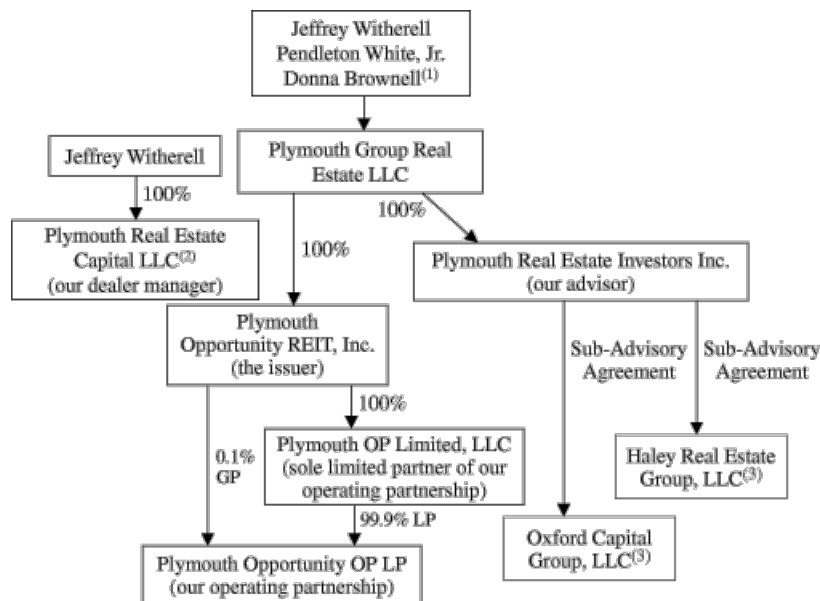 Jeffrey Witherell
Pendleton White, Jr.
Donna Brownell(1)
Jeffrey Witherell
Plymouth Group Real
Estate LLC
100%
100%
100%
Plymouth Real Estate
Capital LLC(2)
(our dealer manager)
Plymouth Real Estate Investors Inc.
(our advisor)
Plymouth
Opportunity REIT, Inc.
(the issuer)
Sub-Advisory
Agreement
Sub-Advisory
Agreement
100%
0.1%
GP
Plymouth OP Limited, LLC
(sole limited partner of our
operating partnership)
Haley Real Estate
Group, LLC(3)
99.9% LP
Oxford Capital
Group, LLC(3)
Plymouth Opportunity OP LP
(our operating partnership)